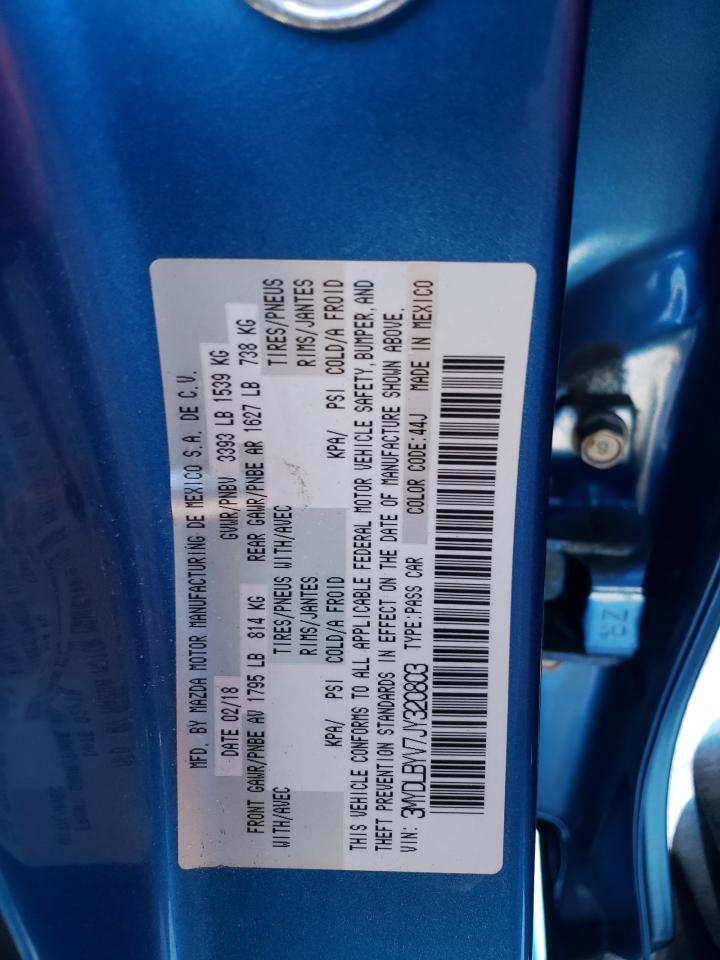 MFD. BY MAZDA MOTOR MANUFACTURING DE MEXICO S.A. DE C.V.
DATE 02/18 GVWR/PNBV 3393 LB 1539 KG
FRONT GAWR/PNBE AV 1795 LB 814 KG REAR GAWR/PNBE AR 1627 LB 738 KG
WITH/AVEC TIRES/PNEUS WITH/AVEC TIRES/PNEUS
RIMS/JANTES RIMS/JANTES
KPA/ PSI COLD/A FROID KPA/ PSI COLD/A FROID
THIS VEHICLE CONFORMS TO ALL APPLICABLE FEDERAL MOTOR VEHICLE SAFETY, BUMPER, AND
THEFT PREVENTION STANDARDS IN EFFECT ON THE DATE OF MANUFACTURE SHOWN ABOVE.
VIN: 3MYDLBYV7JY320803 TYPE:PASS CAR COLOR CODE:44J MADE IN MEXICO
ZR